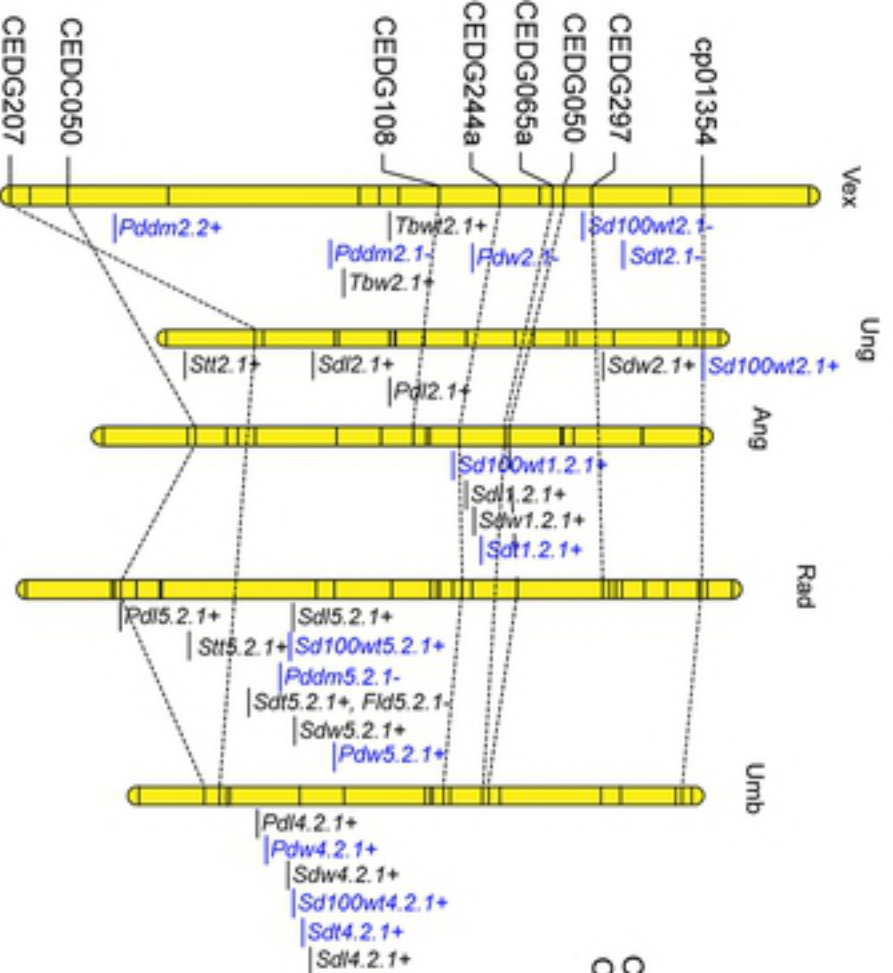 CEDG207
CEDC050
CEDG108
CEDG244a
CEDG065a
CEDG050
CEDG297
cp01354
Vex
Pddm2.2+
Tbwt2.1+
Sd100wt2.1-
Pddm2.1-
Pdw2.1-
Sdt2.1-
Tbw2.1+
Ung
Stt2.1+
Sdl2.1+
Sdw2.1+
Sd100wt2.1+
Pdl2.1+
Ang
Sd100wt1.2.1+
Sdl1.2.1+
Sdw1.2.1+
Sdt1.2.1+
Rad
Pdl5.2.1+
Sdl5.2.1+
Stt5.2.1+
Sd100wt5.2.1+
Pddm5.2.1-
Sdt5.2.1+, Fld5.2.1-
Sdw5.2.1+
Pdw5.2.1+
Umb
Pdl4.2.1+
Pdw4.2.1+
Sdw4.2.1+
Sd100wt4.2.1+
Sdt4.2.1+
Sdl4.2.1+